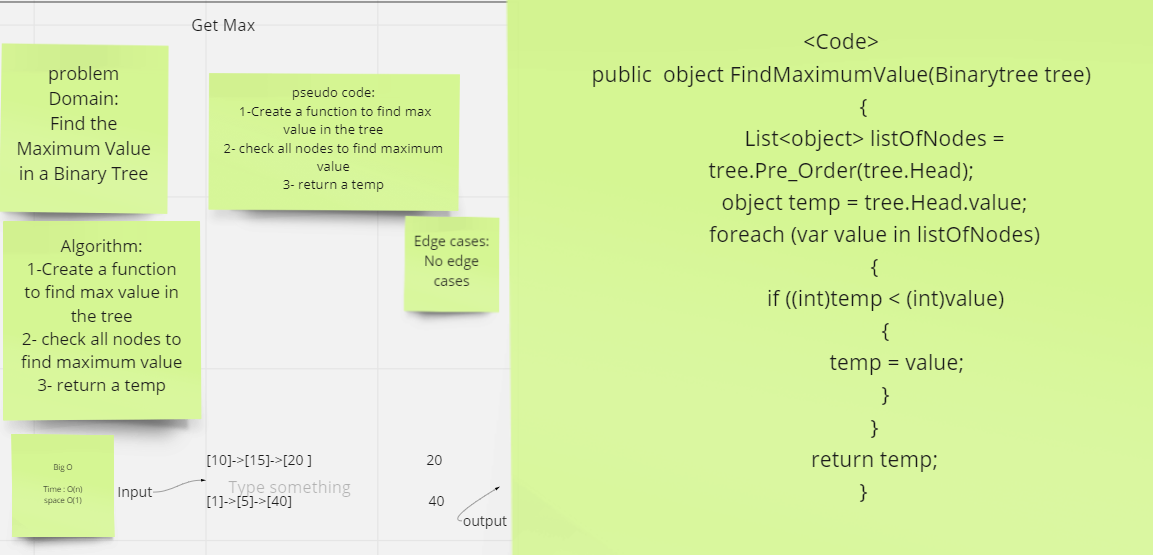 Get Max
problem
Domain:
Find the
Maximum Value
in a Binary Tree
pseudo code:
1-Create a function to find max
value in the tree
2- check all nodes to find maximum
value
3- return a temp
Edge cases:
No edge
cases
Algorithm:
1-Create a function
to find max value in
the tree
2- check all nodes to
find maximum value
3- return a temp
Big O
Time : O(n)
space O(1)
Input
[10]->[15]->[20 ]
20
Type something
[1]->[5]->[40]
40
output
<Code>
public  object FindMaximumValue(Binarytree tree)
{
List<object> listOfNodes =
tree.Pre_Order(tree.Head);
object temp = tree.Head.value;
foreach (var value in listOfNodes)
{
if ((int)temp < (int)value)
{
temp = value;
}
}
return temp;
}